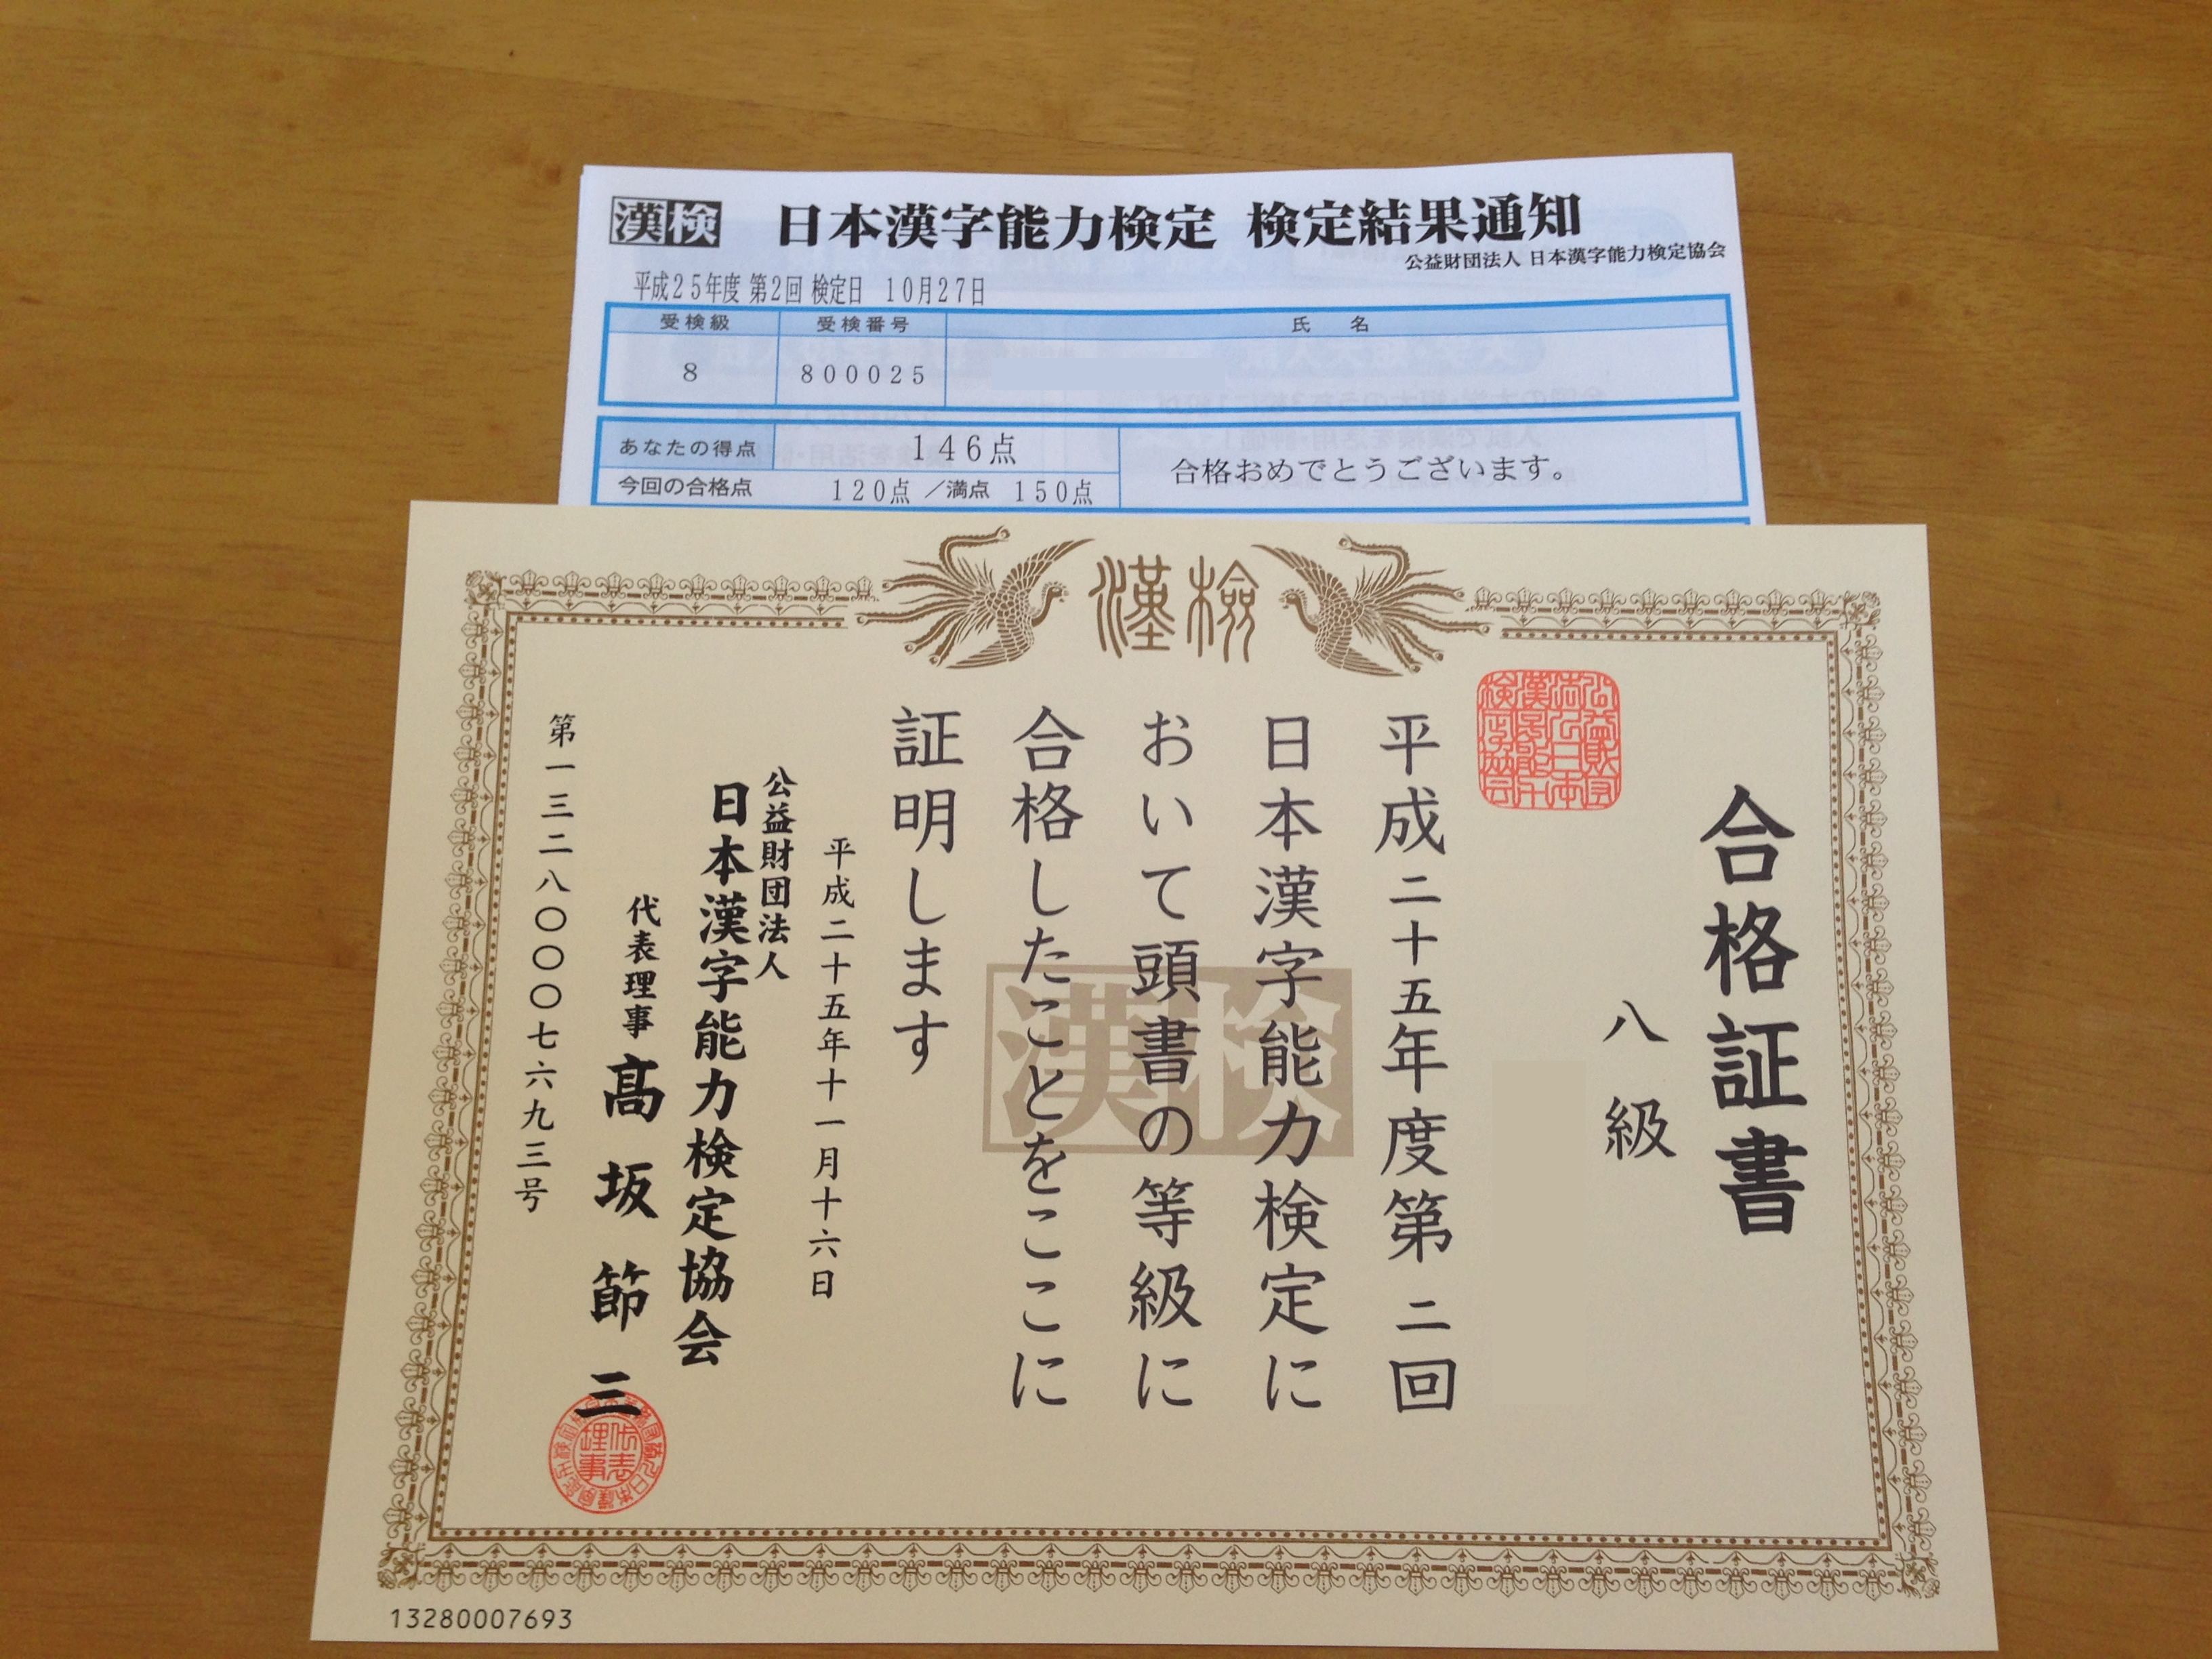 漢検 日本漢字能力検定 検定結果通知
公益財団法人 日本漢字能力検定協会
平成25年度 第2回 検定日 10月27日
受検級 受検番号 氏 名
8 800025
あなたの得点 146点
今回の合格点 120点 /満点 150点
合格おめでとうございます。
漢検
合格証書
八級
平成二十五年度第二回
日本漢字能力検定に
おいて頭書の等級に
合格したことをここに
証明します
漢検
平成二十五年十一月十六日
公益財団法人
日本漢字能力検定協会
代表理事 髙坂節三
代表理事
第一三二八〇〇〇七六九三号
13280007693